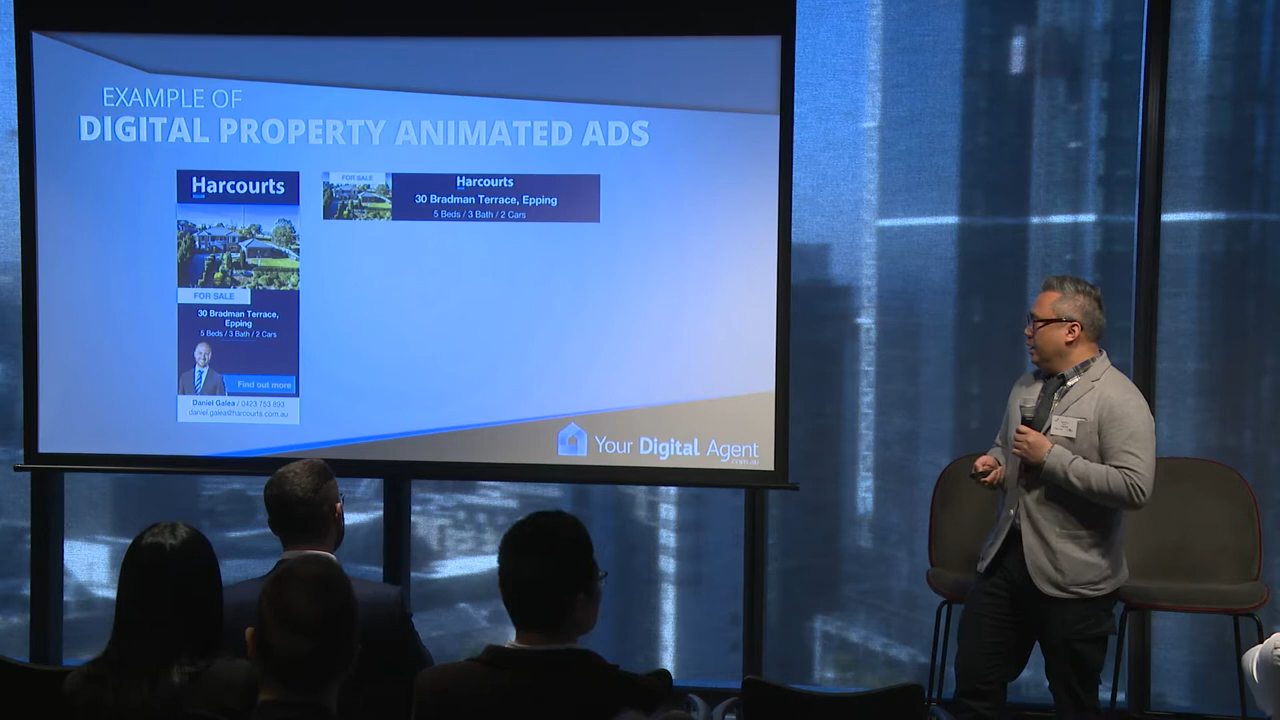 EXAMPLE OF
DIGITAL PROPERTY ANIMATED ADS
Harcourts
FOR SALE
30 Bradman Terrace,
Epping
5 Beds / 3 Bath / 2 Cars
Find out more
Daniel Galea / 0423 753 893
daniel.galea@harcourts.com.au
FOR SALE
Harcourts
30 Bradman Terrace, Epping
5 Beds / 3 Bath / 2 Cars
Your Digital Agent
.com.au